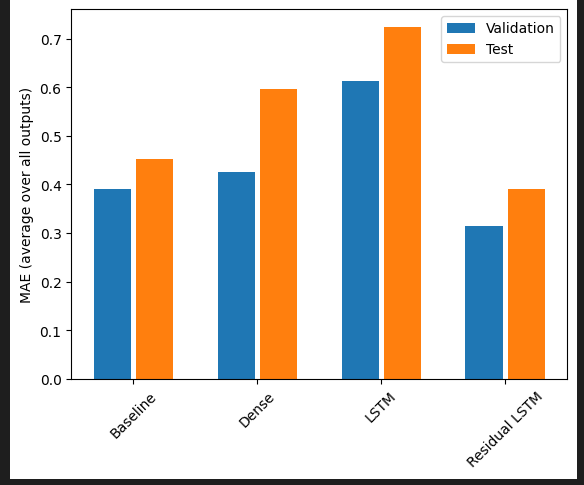 Validation
Test
MAE (average over all outputs)
0.7
0.6
0.5
0.4
0.3
0.2
0.1
0.0
Baseline
Dense
LSTM
Residual LSTM